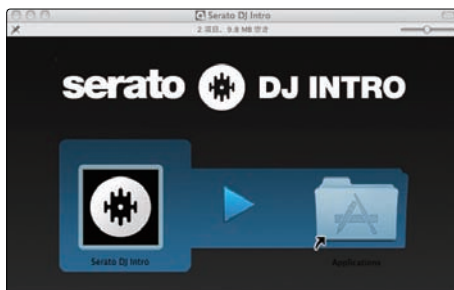 Serato DJ Intro
2 項目、9.8 MB 空き
serato DJ INTRO
Serato DJ Intro
Applications